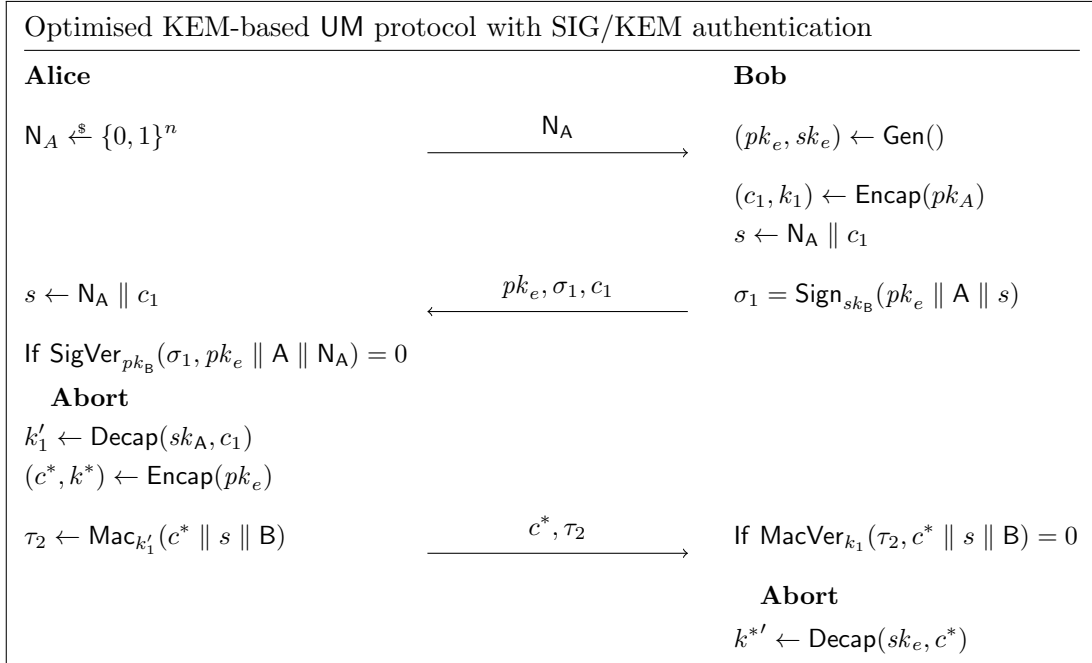 Optimised KEM-based UM protocol with SIG/KEM authentication
Alice Bob
N_A ←$ {0, 1}^n N_A (pk_e, sk_e) ← Gen()
(c_1, k_1) ← Encap(pk_A)
s ← N_A ∥ c_1
s ← N_A ∥ c_1 pk_e, σ_1, c_1 σ_1 = Sign_{sk_B}(pk_e ∥ A ∥ s)
If SigVer_{pk_B}(σ_1, pk_e ∥ A ∥ N_A) = 0
Abort
k′_1 ← Decap(sk_A, c_1)
(c*, k*) ← Encap(pk_e)
τ_2 ← Mac_{k′_1}(c* ∥ s ∥ B) c*, τ_2 If MacVer_{k_1}(τ_2, c* ∥ s ∥ B) = 0
Abort
k*′ ← Decap(sk_e, c*)